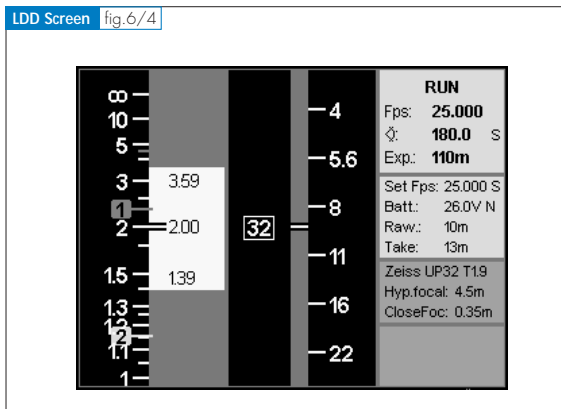 LDD Screen fig.6/4
∞
10
5
3
1
2
1.5
1.3
1.2
2
1.1
1
3.59
2.00
1.39
32
4
5.6
8
11
16
22
RUN
Fps: 25.000
180.0 S
Exp.: 110m
Set Fps: 25.000 S
Batt.: 26.0V N
Raw.: 10m
Take: 13m
Zeiss UP32 T1.9
Hyp.focal: 4.5m
CloseFoc: 0.35m